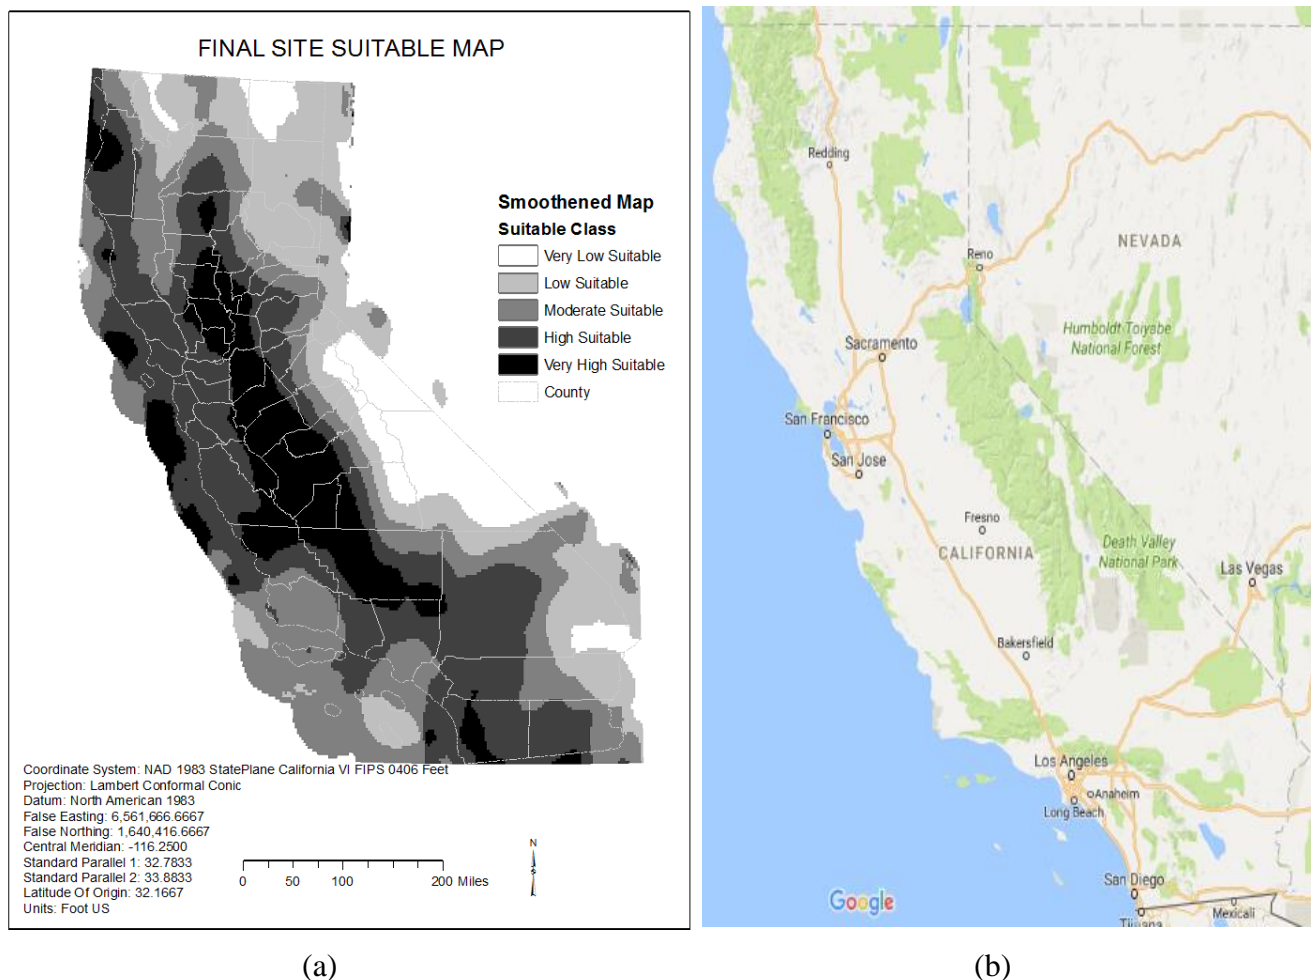 FINAL SITE SUITABLE MAP
Smoothened Map
Suitable Class
Very Low Suitable
Low Suitable
Moderate Suitable
High Suitable
Very High Suitable
County
Coordinate System: NAD 1983 StatePlane California VI FIPS 0406 Feet
Projection: Lambert Conformal Conic
Datum: North American 1983
False Easting: 6,561,666.6667
False Northing: 1,640,416.6667
Central Meridian: -116.2500
Standard Parallel 1: 32.7833
Standard Parallel 2: 33.8833
Latitude Of Origin: 32.1667
Units: Foot US
0 50 100 200 Miles
N
S
Redding
NEVADA
Reno
Humboldt Toiyabe
National Forest
Sacramento
San Francisco
San Jose
Fresno
CALIFORNIA
Death Valley
National Park
Las Vegas
Bakersfield
Los Angeles
Anaheim
Long Beach
San Diego
Tijuana
Mexicali
Google
(a)
(b)